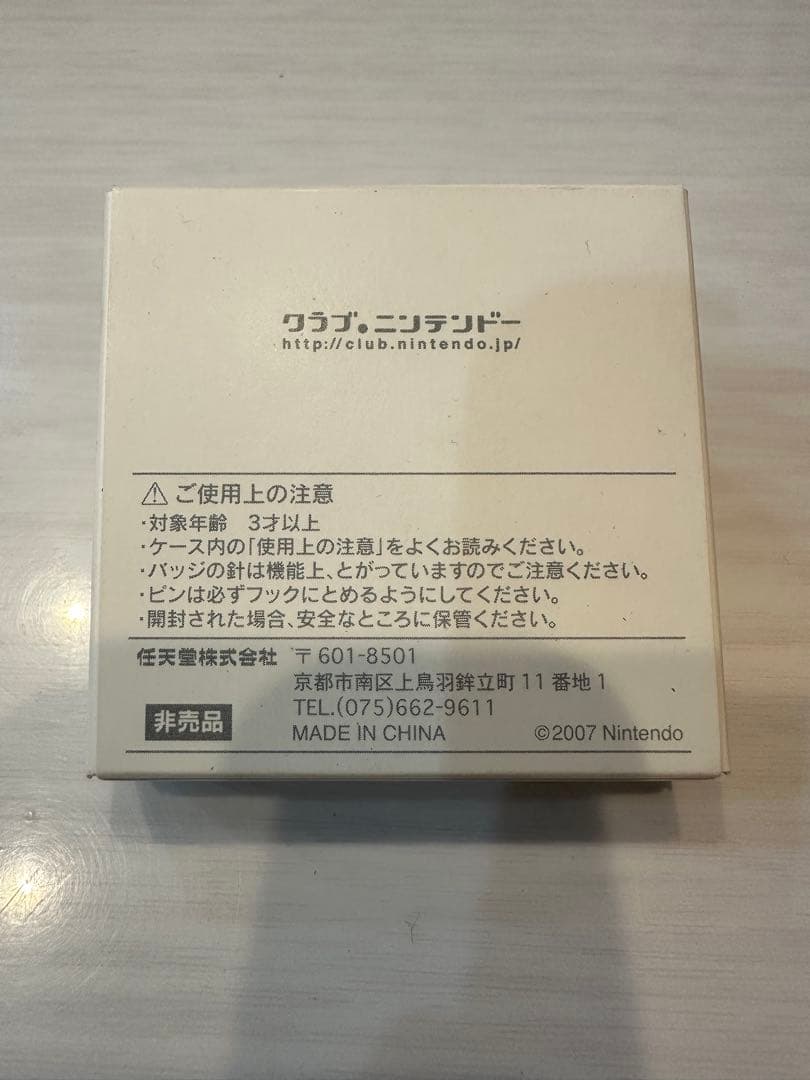 クラブ・ニンテンドー
http://club.nintendo.jp/
⚠ ご使用上の注意
・対象年齢　3才以上
・ケース内の「使用上の注意」をよくお読みください。
・バッジの針は機能上、とがっていますのでご注意ください。
・ピンは必ずフックにとめるようにしてください。
・開封された場合、安全なところに保管ください。
任天堂株式会社 〒601-8501
京都市南区上鳥羽鉾立町11番地1
TEL.(075)662-9611
非売品 MADE IN CHINA ©2007 Nintendo